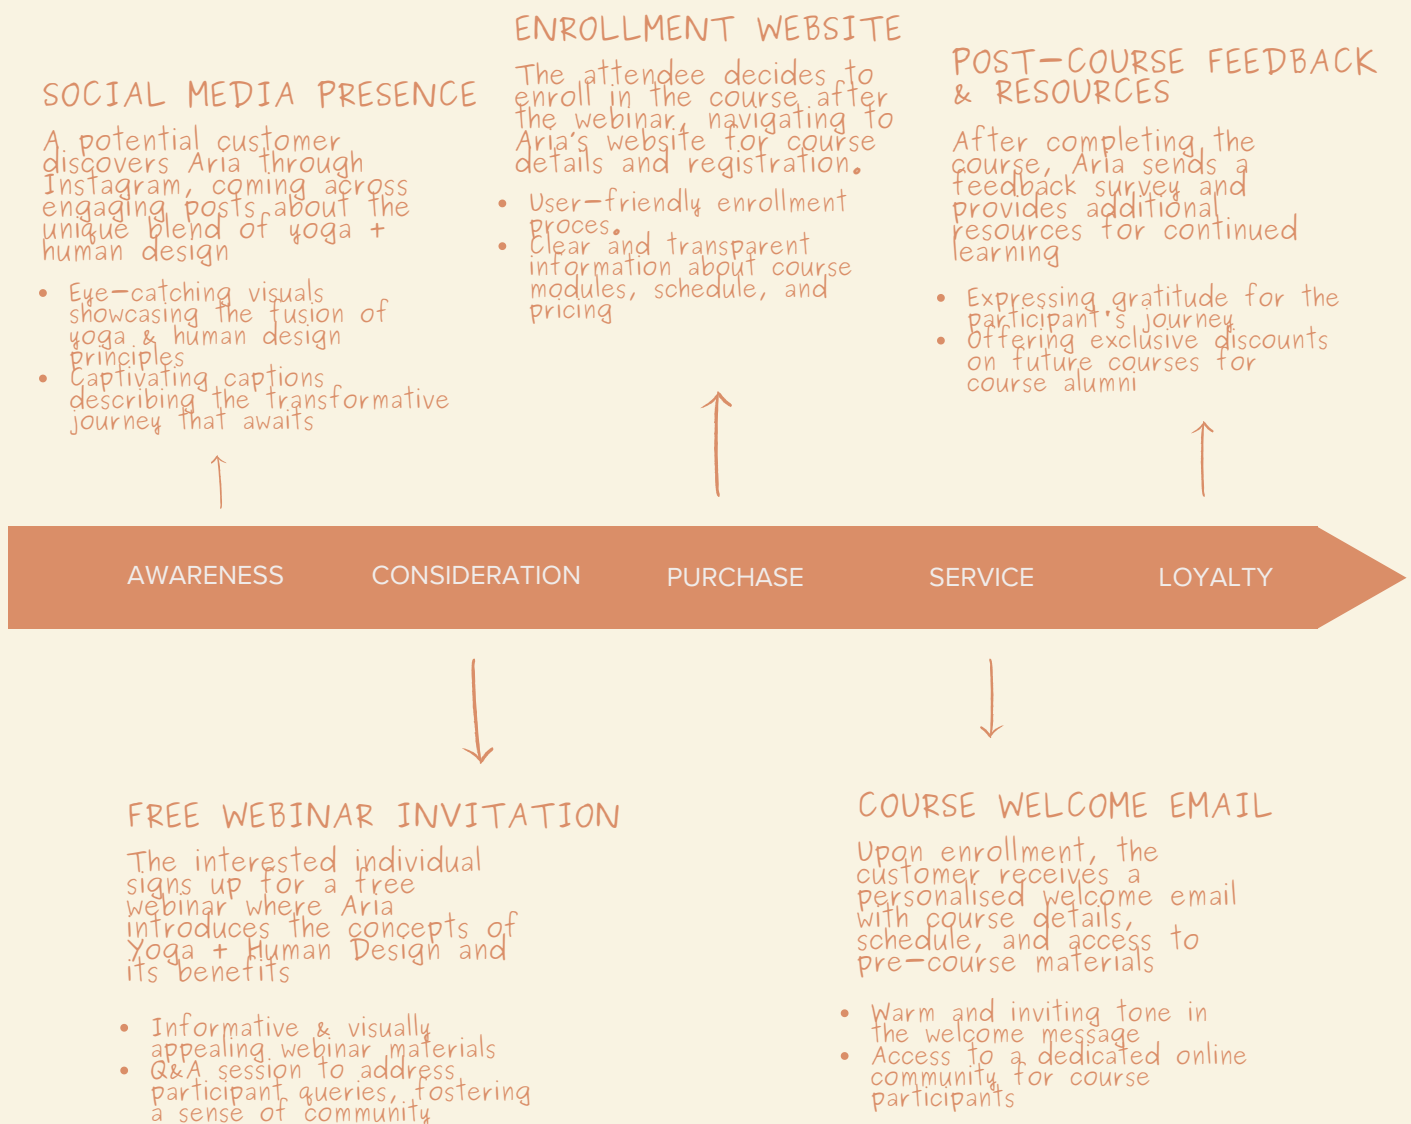 SOCIAL MEDIA PRESENCE
A potential customer
discovers Aria through
Instagram, coming across
engaging posts about the
unique blend of yoga +
human design
Eye-catching visuals
showcasing the fusion of
yoga & human design
principles
Captivating captions
describing the transformative
journey that awaits
ENROLLMENT WEBSITE
The attendee decides to
enroll in the course after
the webinar, navigating to
Aria's website for course
details and registration.
User-friendly enrollment
proces.
Clear and transparent
information about course
modules, schedule, and
pricing
POST-COURSE FEEDBACK
& RESOURCES
After completing the
course, Aria sends a
feedback survey and
provides additional
resources for continued
learning
Expressing gratitude for the
participant's journey
Offering exclusive discounts
on future courses for
course alumni
AWARENESS
CONSIDERATION
PURCHASE
SERVICE
LOYALTY
FREE WEBINAR INVITATION
The interested individual
signs up for a free
webinar where Aria
introduces the concepts of
Yoga + Human Design and
its benefits
Informative & visually
appealing webinar materials
Q&A session to address
participant queries, fostering
a sense of community
COURSE WELCOME EMAIL
Upon enrollment, the
customer receives a
personalised welcome email
with course details,
schedule, and access to
pre-course materials
Warm and inviting tone in
the welcome message
Access to a dedicated online
community for course
participants